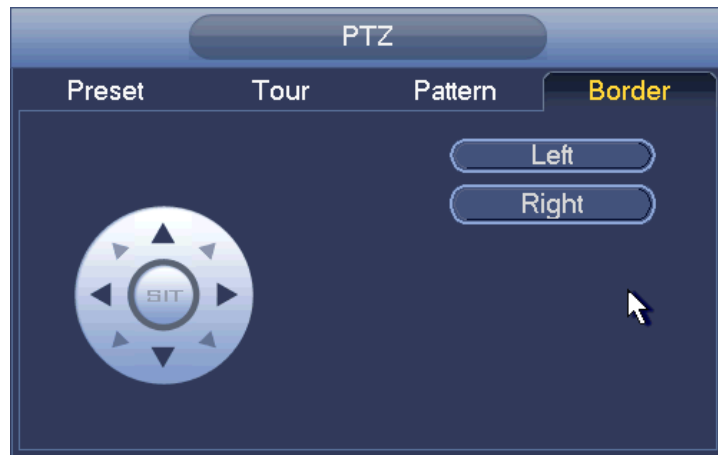 PTZ
Preset Tour Pattern Border
Left
Right
SIT